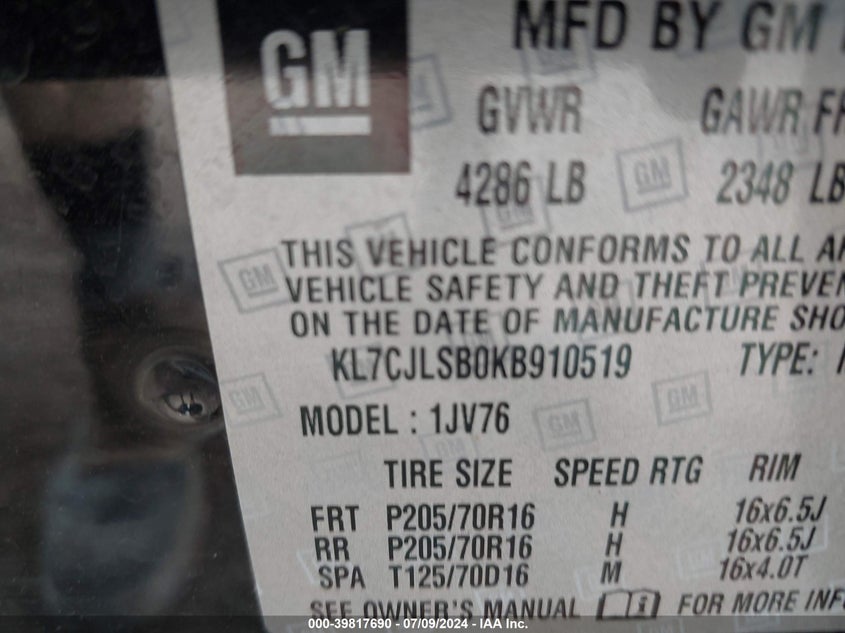 GM
MFD BY GM
GVWR GAWR
4286 LB 2348 LB
THIS VEHICLE CONFORMS TO ALL
VEHICLE SAFETY AND THEFT PREVEN
ON THE DATE OF MANUFACTURE SHO
KL7CJLSB0KB910519 TYPE:
MODEL : 1JV76
TIRE SIZE SPEED RTG RIM
FRT P205/70R16 H 16x6.5J
RR P205/70R16 H 16x6.5J
SPA T125/70D16 M 16x4.0T
SEE OWNER'S MANUAL FOR MORE INFO
000-39817690 - 07/09/2024 - IAA Inc.